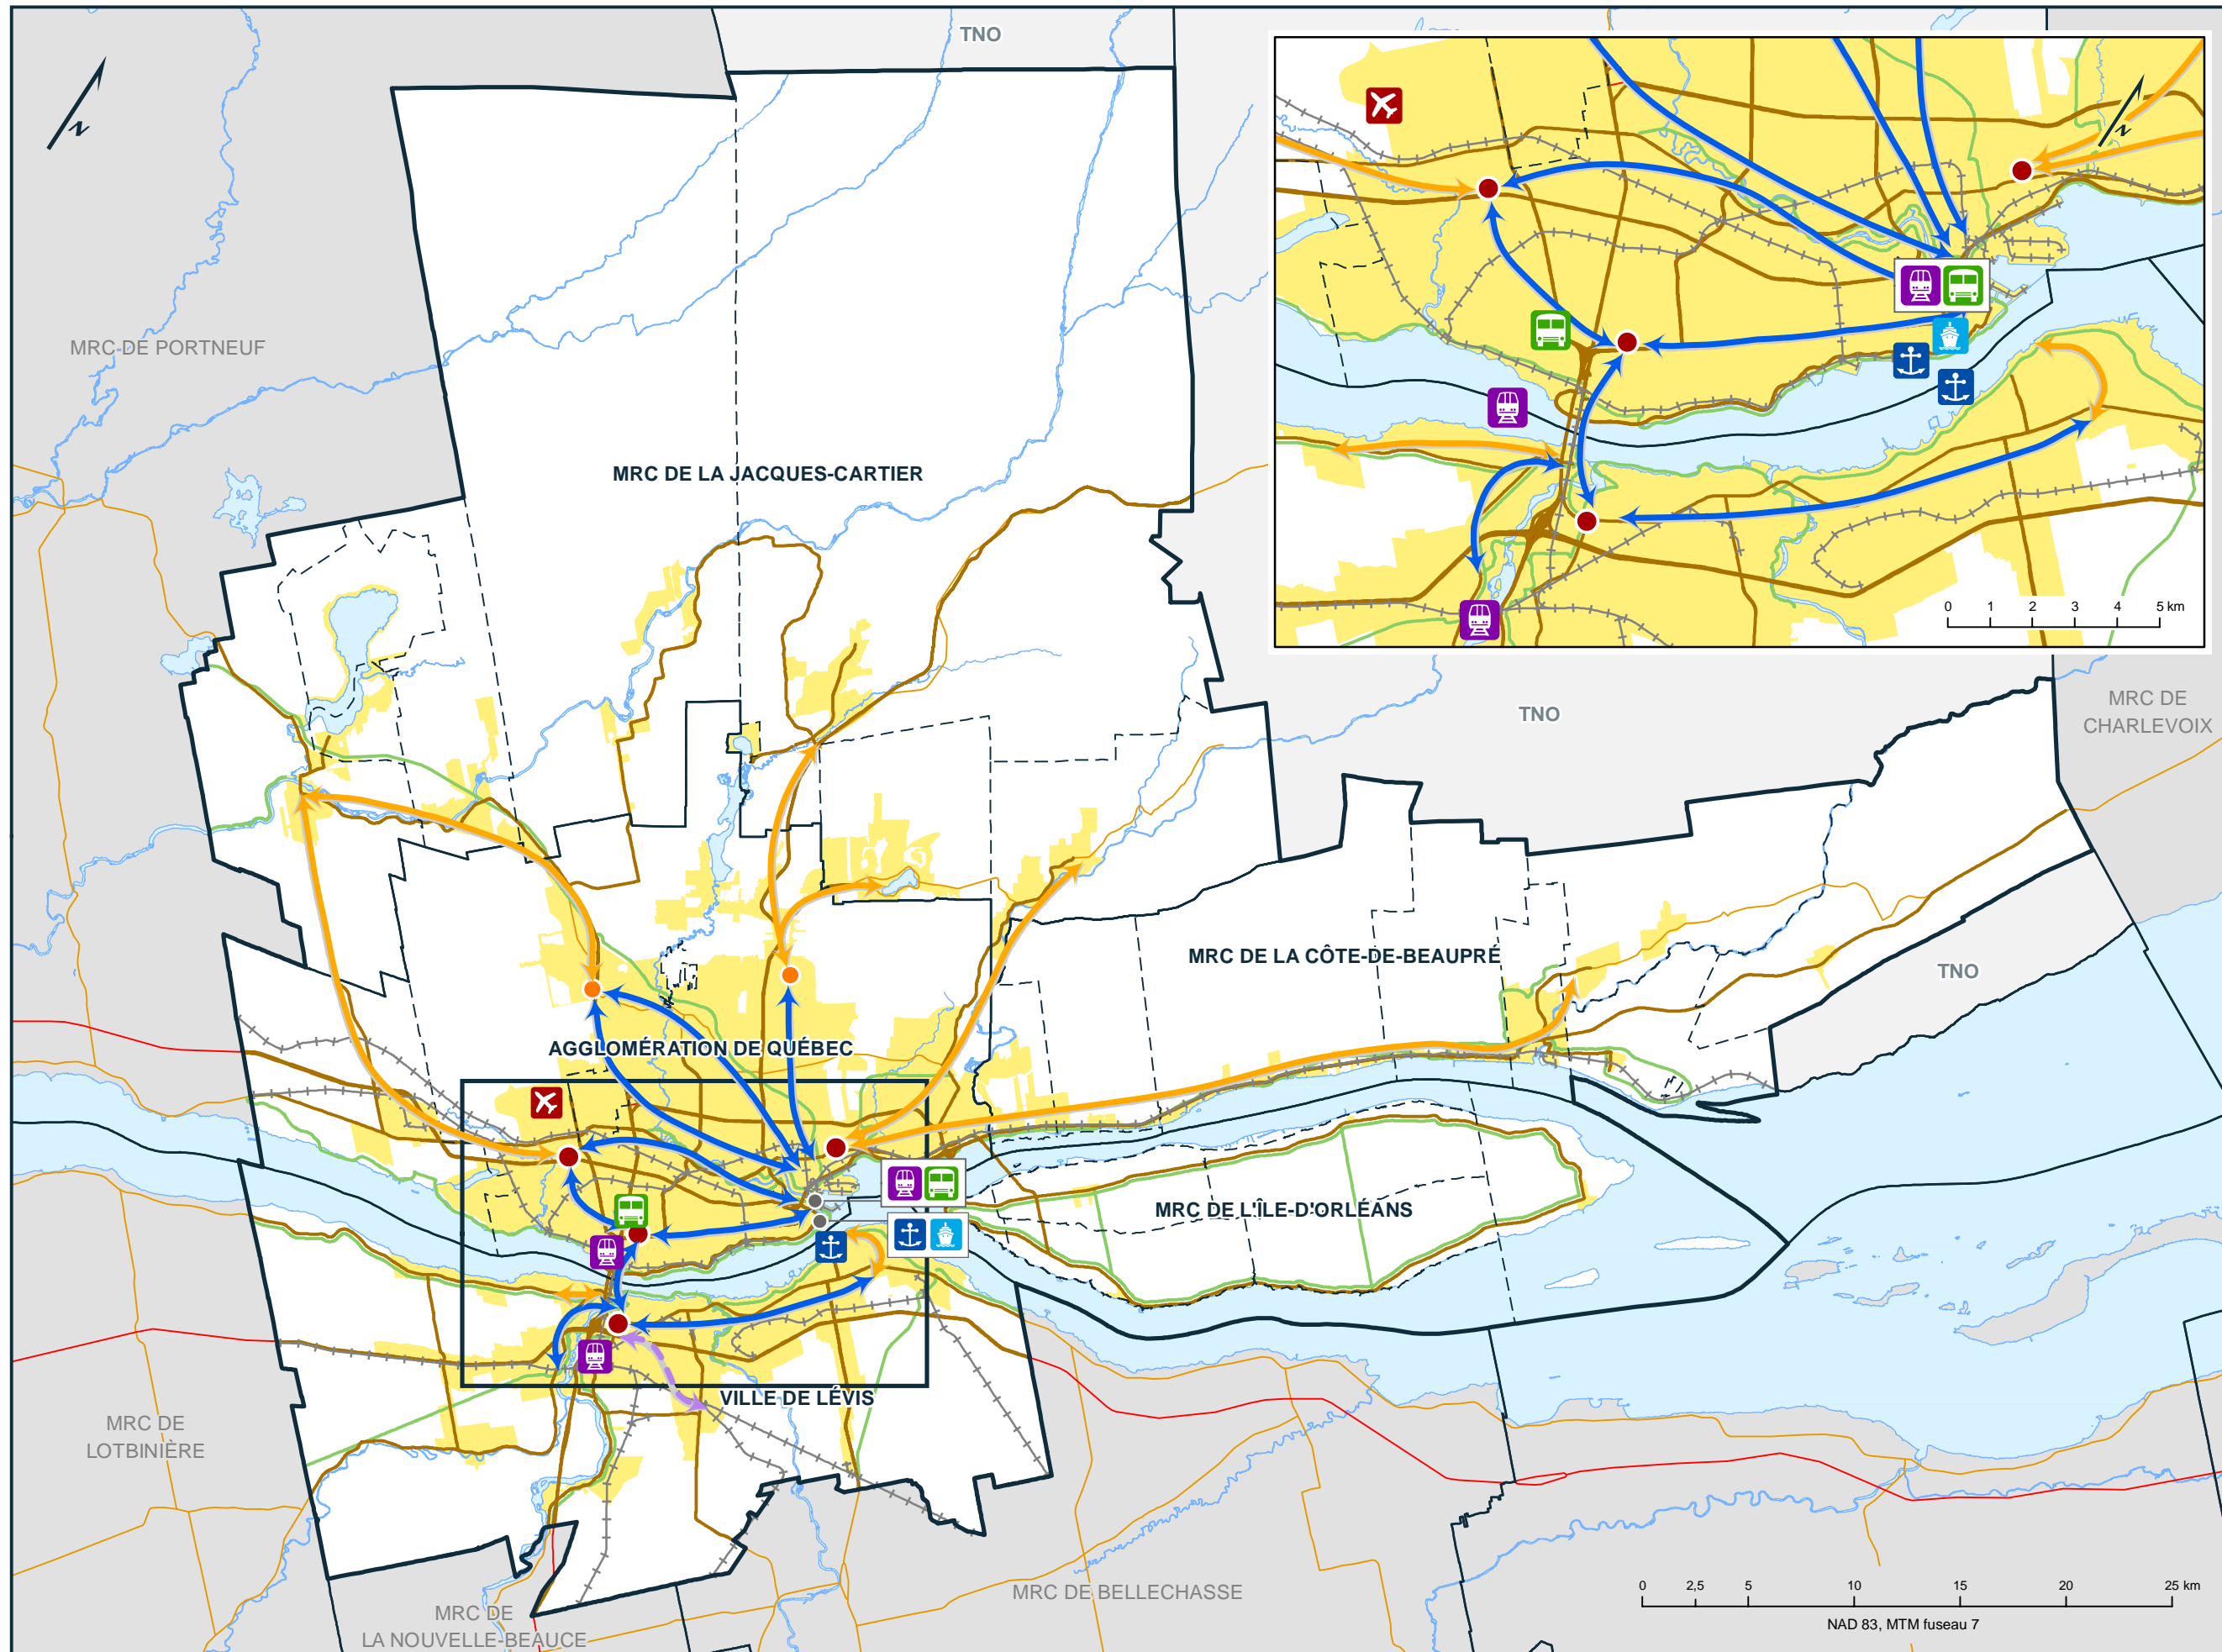 TNO
N
N
0 1 2 3 4 5 km
MRC DE PORTNEUF
MRC DE LA JACQUES-CARTIER
TNO
MRC DE
CHARLEVOIX
MRC DE LA CÔTE-DE-BEAUPRÉ
TNO
AGGLOMÉRATION DE QUÉBEC
MRC DE L'ÎLE-D'ORLÉANS
VILLE DE LÉVIS
MRC DE
LOTBINIÈRE
MRC DE BELLECHASSE
MRC DE
LA NOUVELLE-BEAUCE
0 2,5 5 10 15 20 25 km
NAD 83, MTM fuseau 7